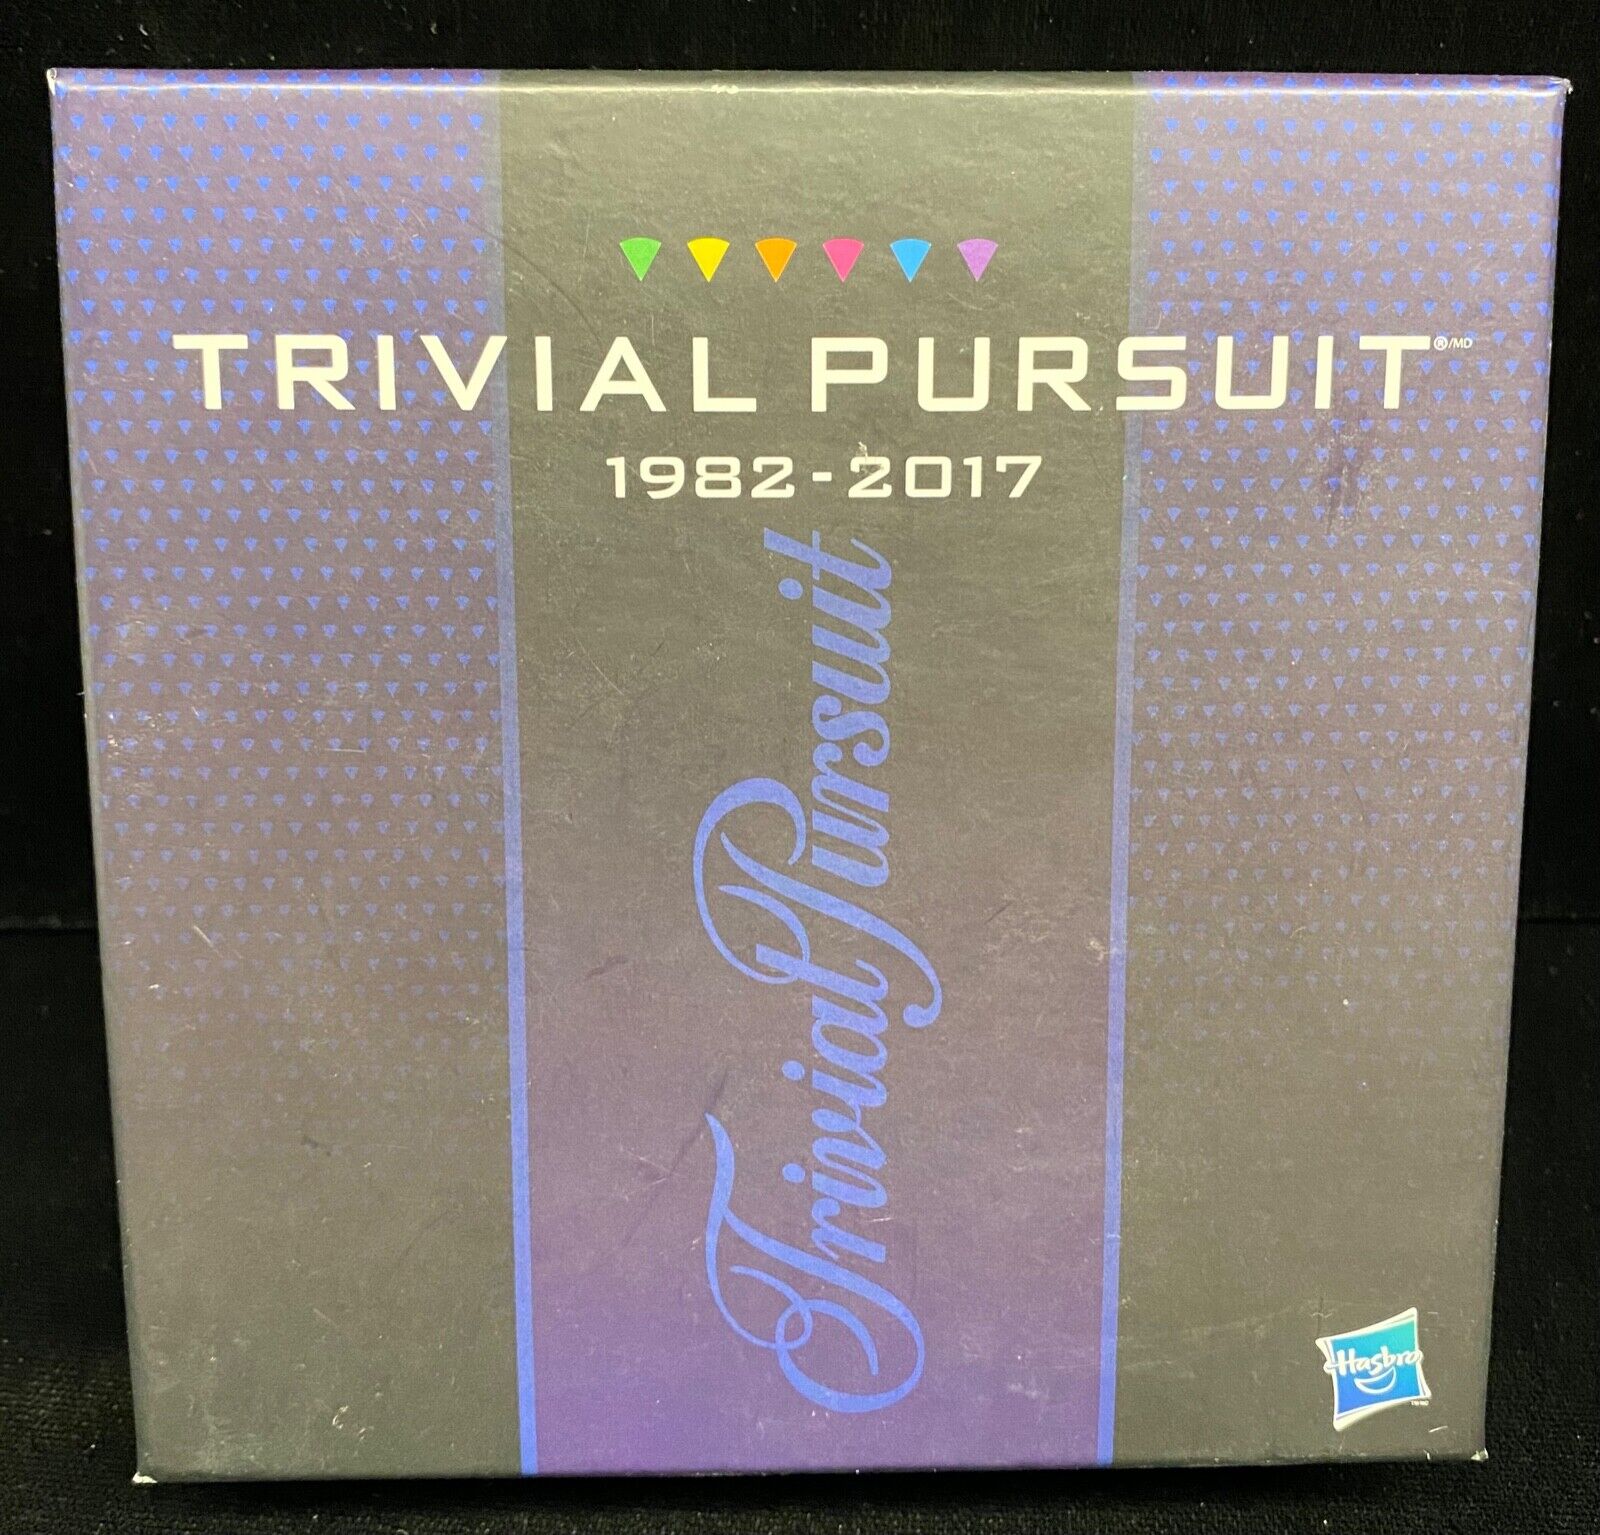 TRIVIAL PURSUIT®/MD
1982-2017
Trivial Pursuit
Hasbro